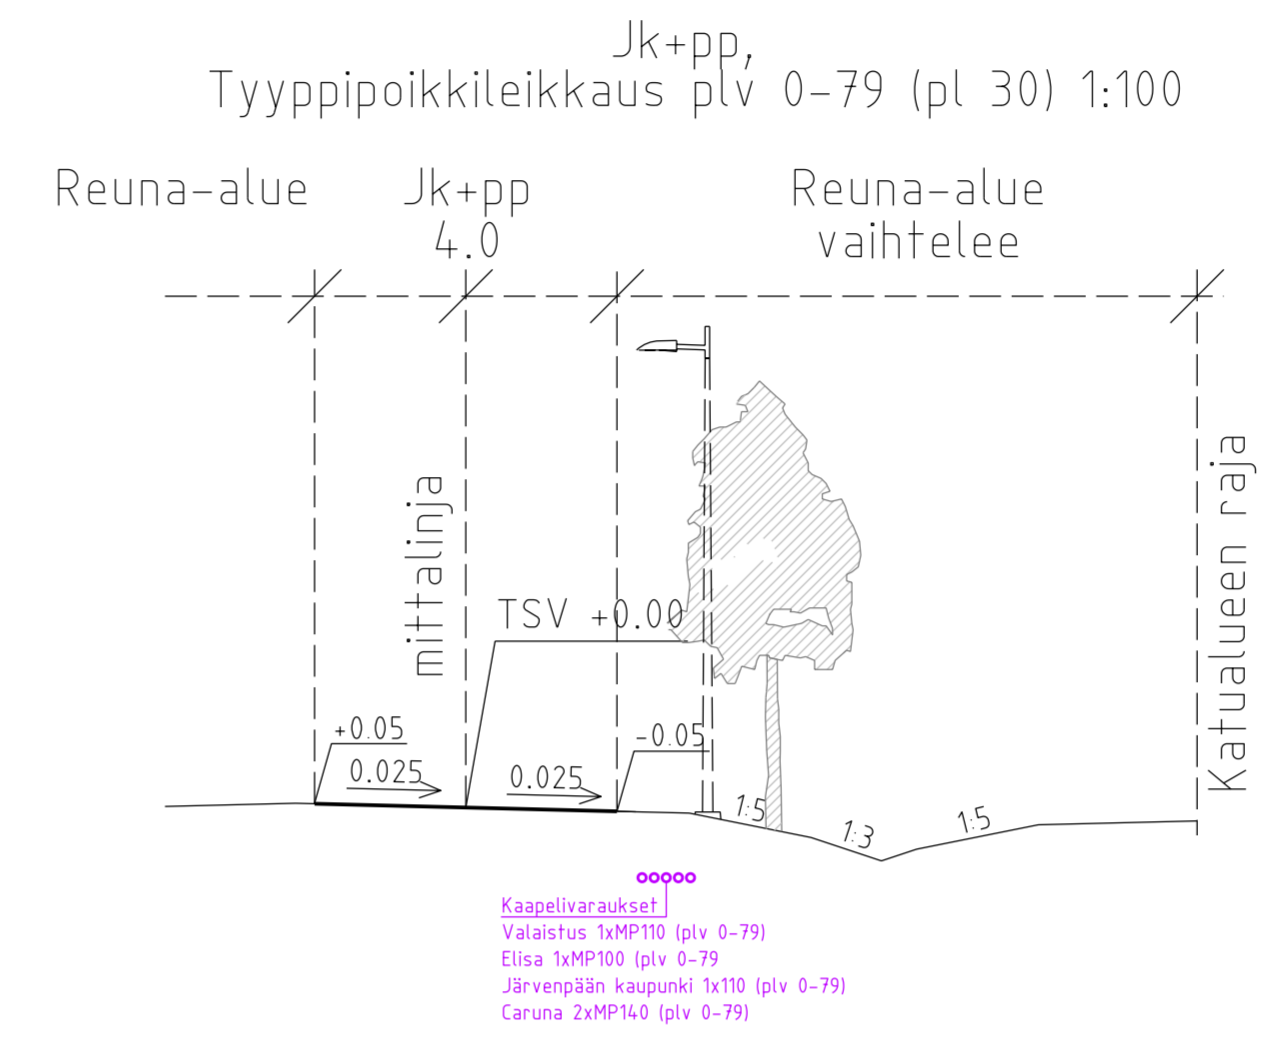 Jk+pp,
Tyyppipoikkileikkaus plv 0-79 (pl 30) 1:100
Reuna-alue
Jk+pp
4.0
Reuna-alue
vaihtelee
mittalinja
Katualueen raja
TSV +0.00
+0.05
-0.05
0.025
0.025
1:5
1:3
1:5
Kaapelivaraukset
Valaistus 1xMP110 (plv 0-79)
Elisa 1xMP100 (plv 0-79
Järvenpään kaupunki 1x110 (plv 0-79)
Caruna 2xMP140 (plv 0-79)